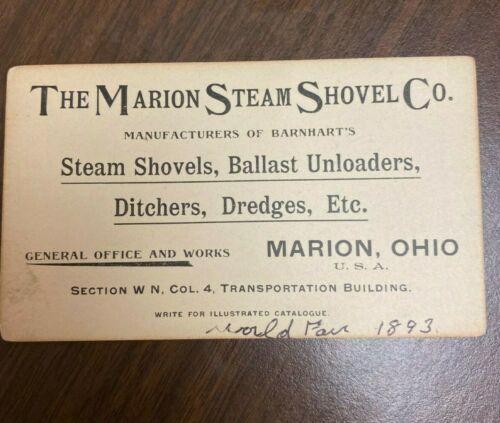 THE MARION STEAM SHOVEL CO.
MANUFACTURERS OF BARNHART'S
Steam Shovels, Ballast Unloaders,
Ditchers, Dredges, Etc.
GENERAL OFFICE AND WORKS MARION, OHIO
U. S. A.
SECTION W N, COL. 4, TRANSPORTATION BUILDING.
WRITE FOR ILLUSTRATED CATALOGUE.
World Fair 1893